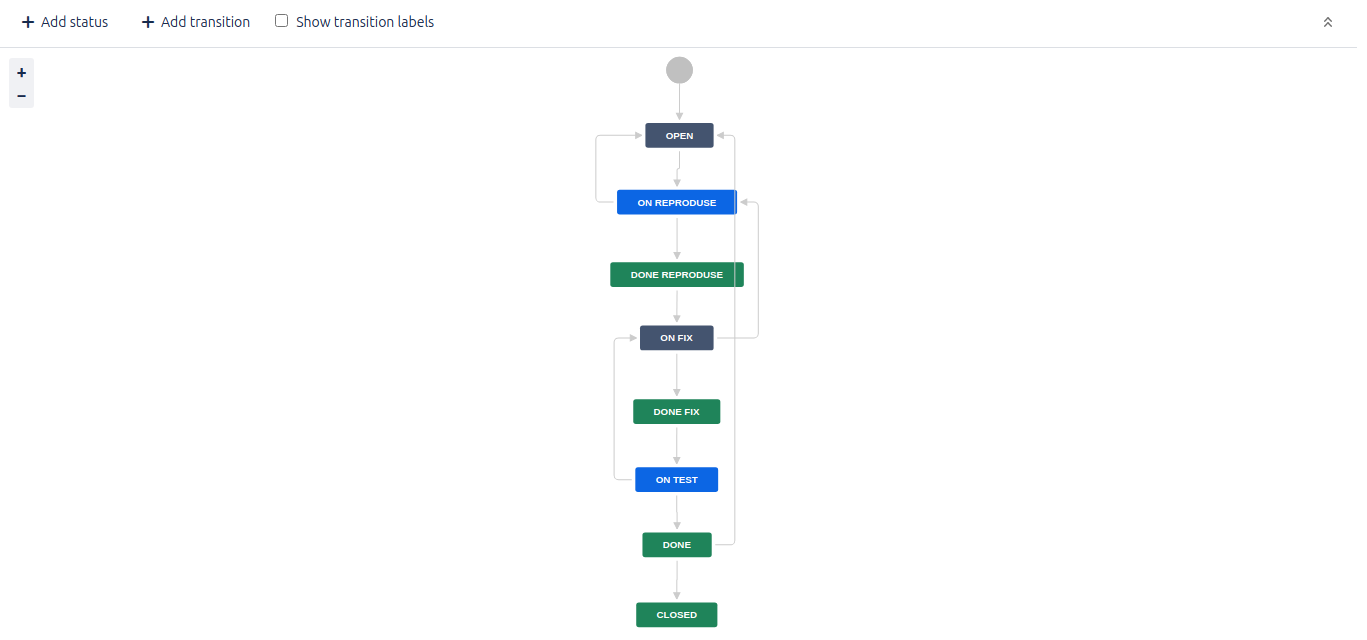 + Add status + Add transition Show transition labels
+
−
OPEN
ON REPRODUSE
DONE REPRODUSE
ON FIX
DONE FIX
ON TEST
DONE
CLOSED